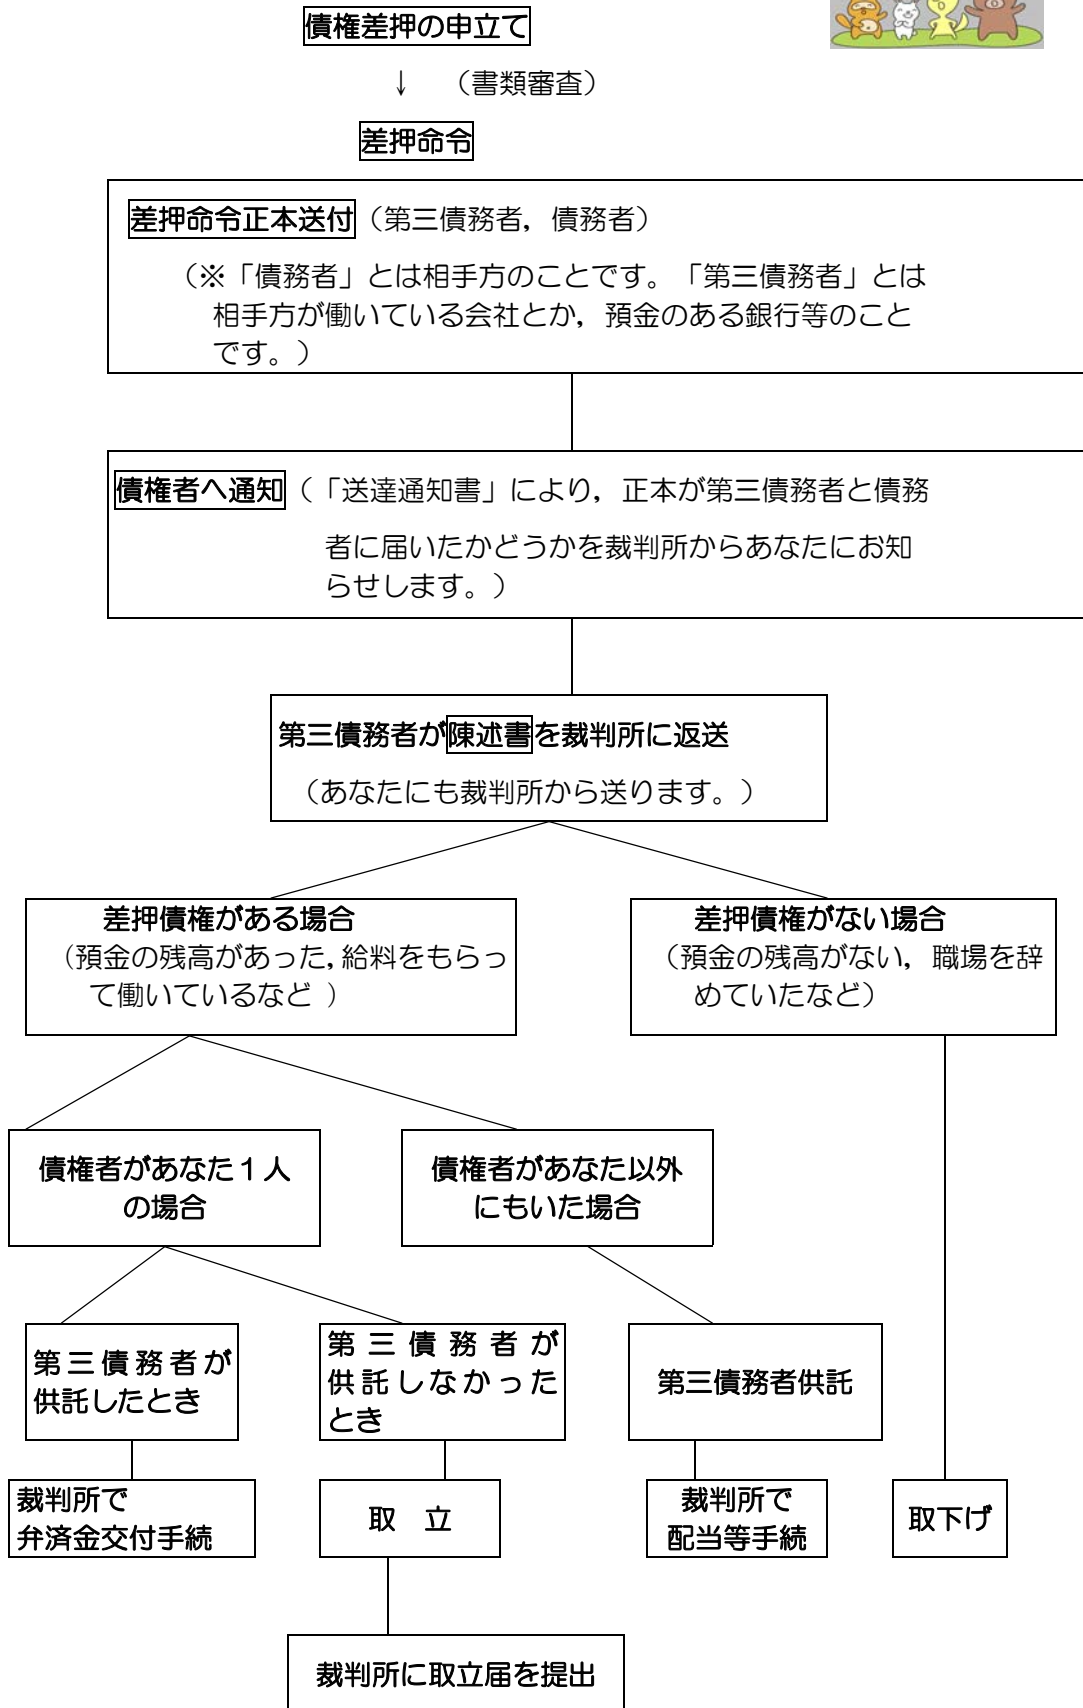 債権差押の申立て
↓ （書類審査）
差押命令
差押命令正本送付（第三債務者，債務者）
（※「債務者」とは相手方のことです。「第三債務者」とは
相手方が働いている会社とか，預金のある銀行等のこと
です。）
債権者へ通知（「送達通知書」により，正本が第三債務者と債務
者に届いたかどうかを裁判所からあなたにお知
らせします。）
第三債務者が陳述書を裁判所に返送
（あなたにも裁判所から送ります。）
差押債権がある場合
（預金の残高があった，給料をもらっ
て働いているなど ）
差押債権がない場合
（預金の残高がない，職場を辞
めていたなど）
債権者があなた１人
の場合
債権者があなた以外
にもいた場合
第三債務者が
供託したとき
第三債務者が
供託しなかった
とき
第三債務者供託
裁判所で
弁済金交付手続
取　立
裁判所で
配当等手続
取下げ
裁判所に取立届を提出